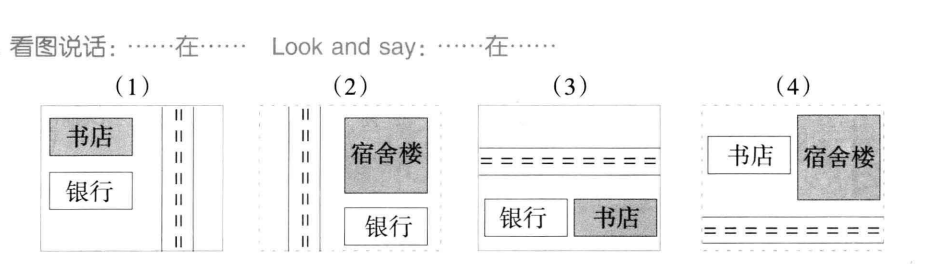 看图说话：……在…… Look and say：……在……
（1） （2） （3） （4）
书店
银行
宿舍楼
银行
银行 书店
书店 宿舍楼